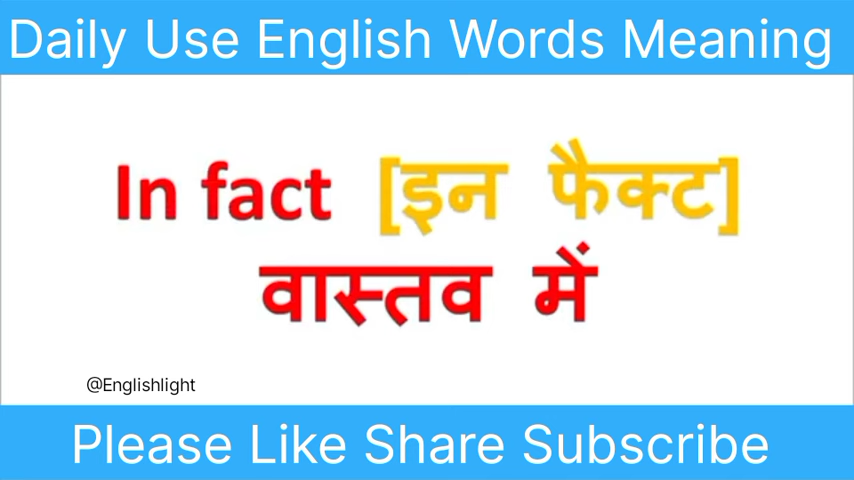 Daily Use English Words Meaning
In fact [इन फैक्ट]
वास्तव में
@Englishlight
Please Like Share Subscribe